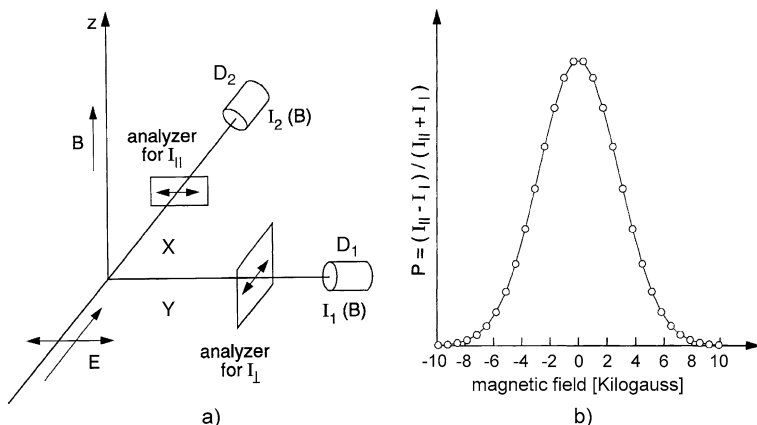 z
B
D₂
I₂ (B)
analyzer
for I||
X
Y
D₁
I₁ (B)
analyzer
for I⊥
E
a)
P = (I|| - I⊥) / (I|| + I⊥)
-10 -8 -6 -4 -2 0 2 4 6 8 10
magnetic field [Kilogauss]
b)